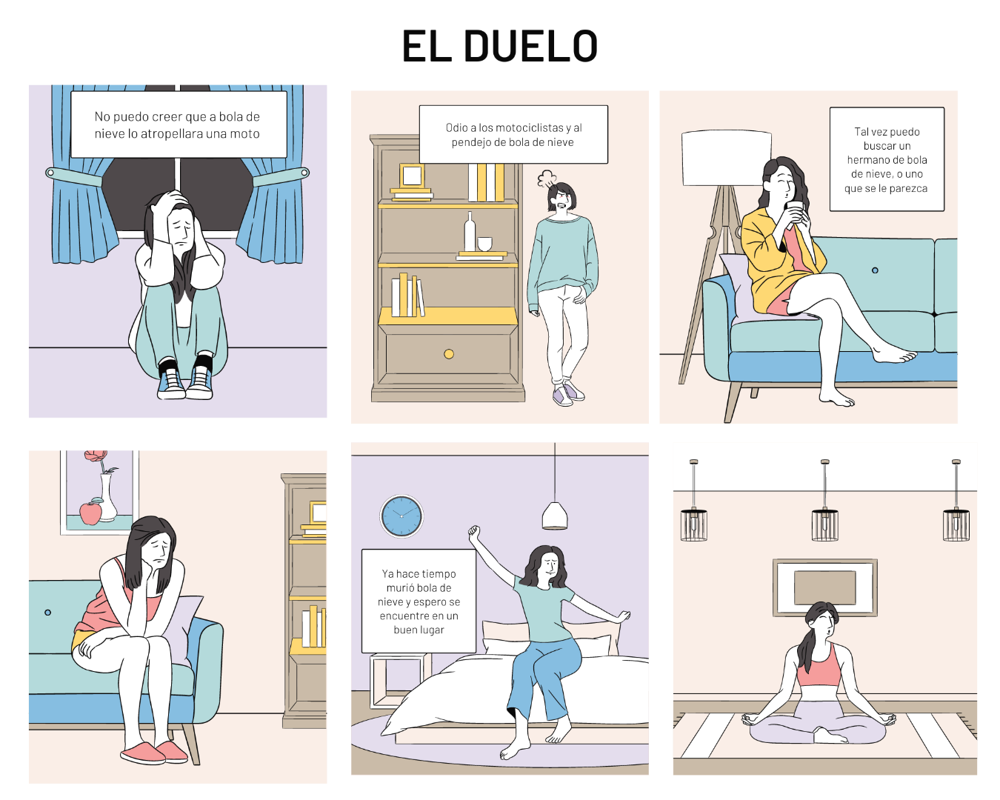 EL DUELO
No puedo creer que a bola de
nieve lo atropellara una moto
Odio a los motociclistas y al
pendejo de bola de nieve
Tal vez puedo
buscar un
hermano de bola
de nieve, o uno
que se le parezca
Ya hace tiempo
murió bola de
nieve y espero se
encuentre en un
buen lugar